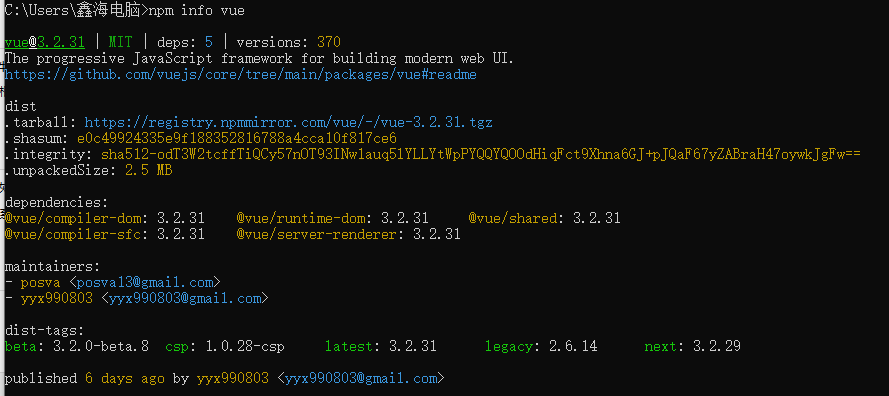 C:\Users\鑫海电脑>npm info vue
vue@3.2.31 | MIT | deps: 5 | versions: 370
The progressive JavaScript framework for building modern web UI.
https://github.com/vuejs/core/tree/main/packages/vue#readme
dist
.tarball: https://registry.npmmirror.com/vue/-/vue-3.2.31.tgz
.shasum: e0c49924335e9f188352816788a4cca10f817ce6
.integrity: sha512-odT3W2tcffTiQCy57nOT93INw1auq51YLLYtWpPYQQYQOOdHiqFct9Xhna6GJ+pJQaF67yZABraH47oywkJgFw==
.unpackedSize: 2.5 MB
dependencies:
@vue/compiler-dom: 3.2.31 @vue/runtime-dom: 3.2.31 @vue/shared: 3.2.31
@vue/compiler-sfc: 3.2.31 @vue/server-renderer: 3.2.31
maintainers:
- posva <posva13@gmail.com>
- yyx990803 <yyx990803@gmail.com>
dist-tags:
beta: 3.2.0-beta.8 csp: 1.0.28-csp latest: 3.2.31 legacy: 2.6.14 next: 3.2.29
published 6 days ago by yyx990803 <yyx990803@gmail.com>